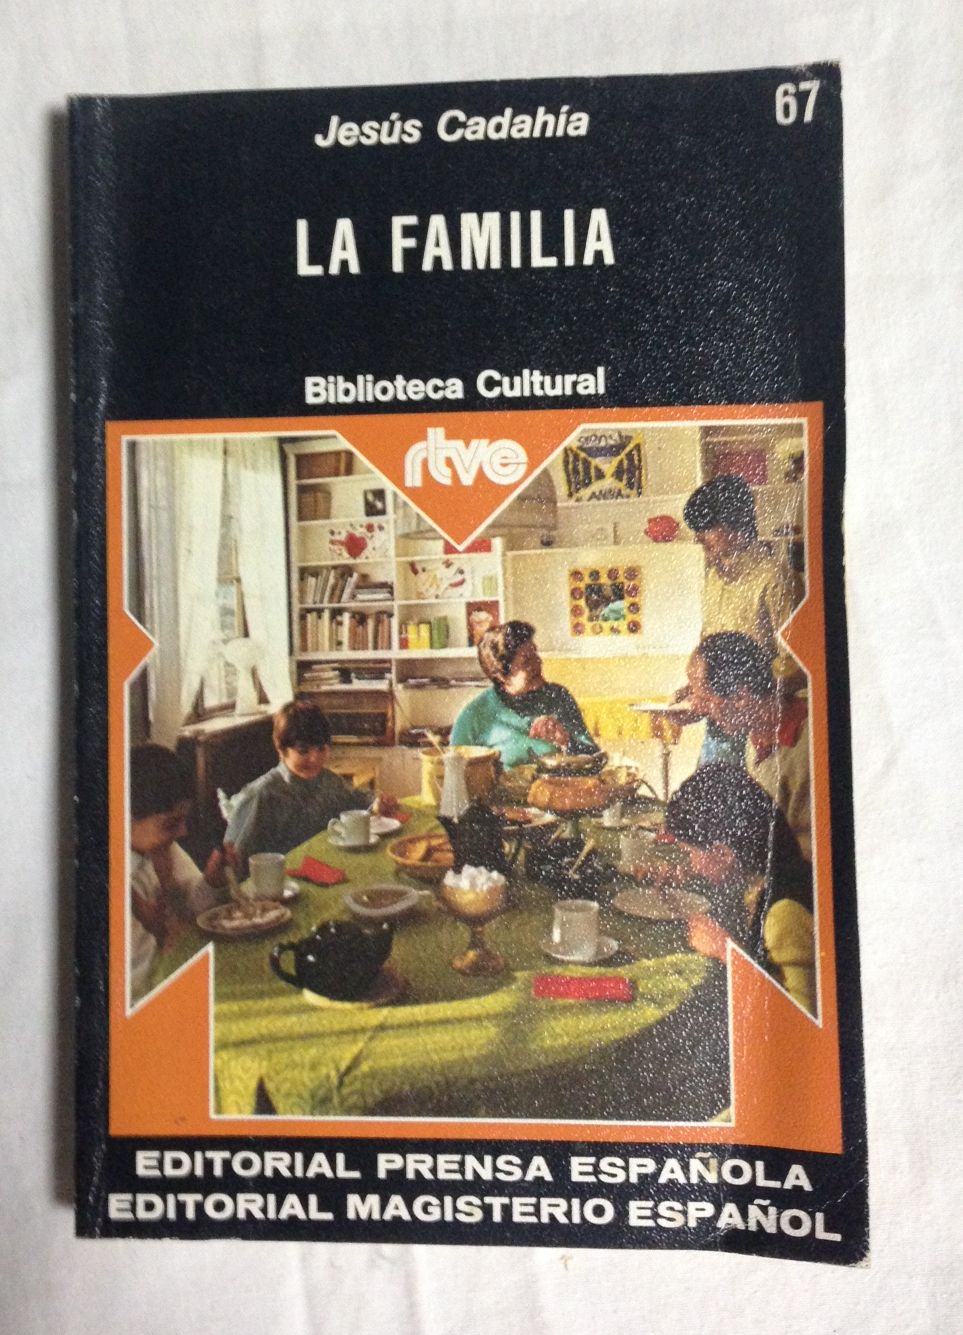 67
Jesús Cadahía
LA FAMILIA
Biblioteca Cultural
rtve
EDITORIAL PRENSA ESPAÑOLA
EDITORIAL MAGISTERIO ESPAÑOL